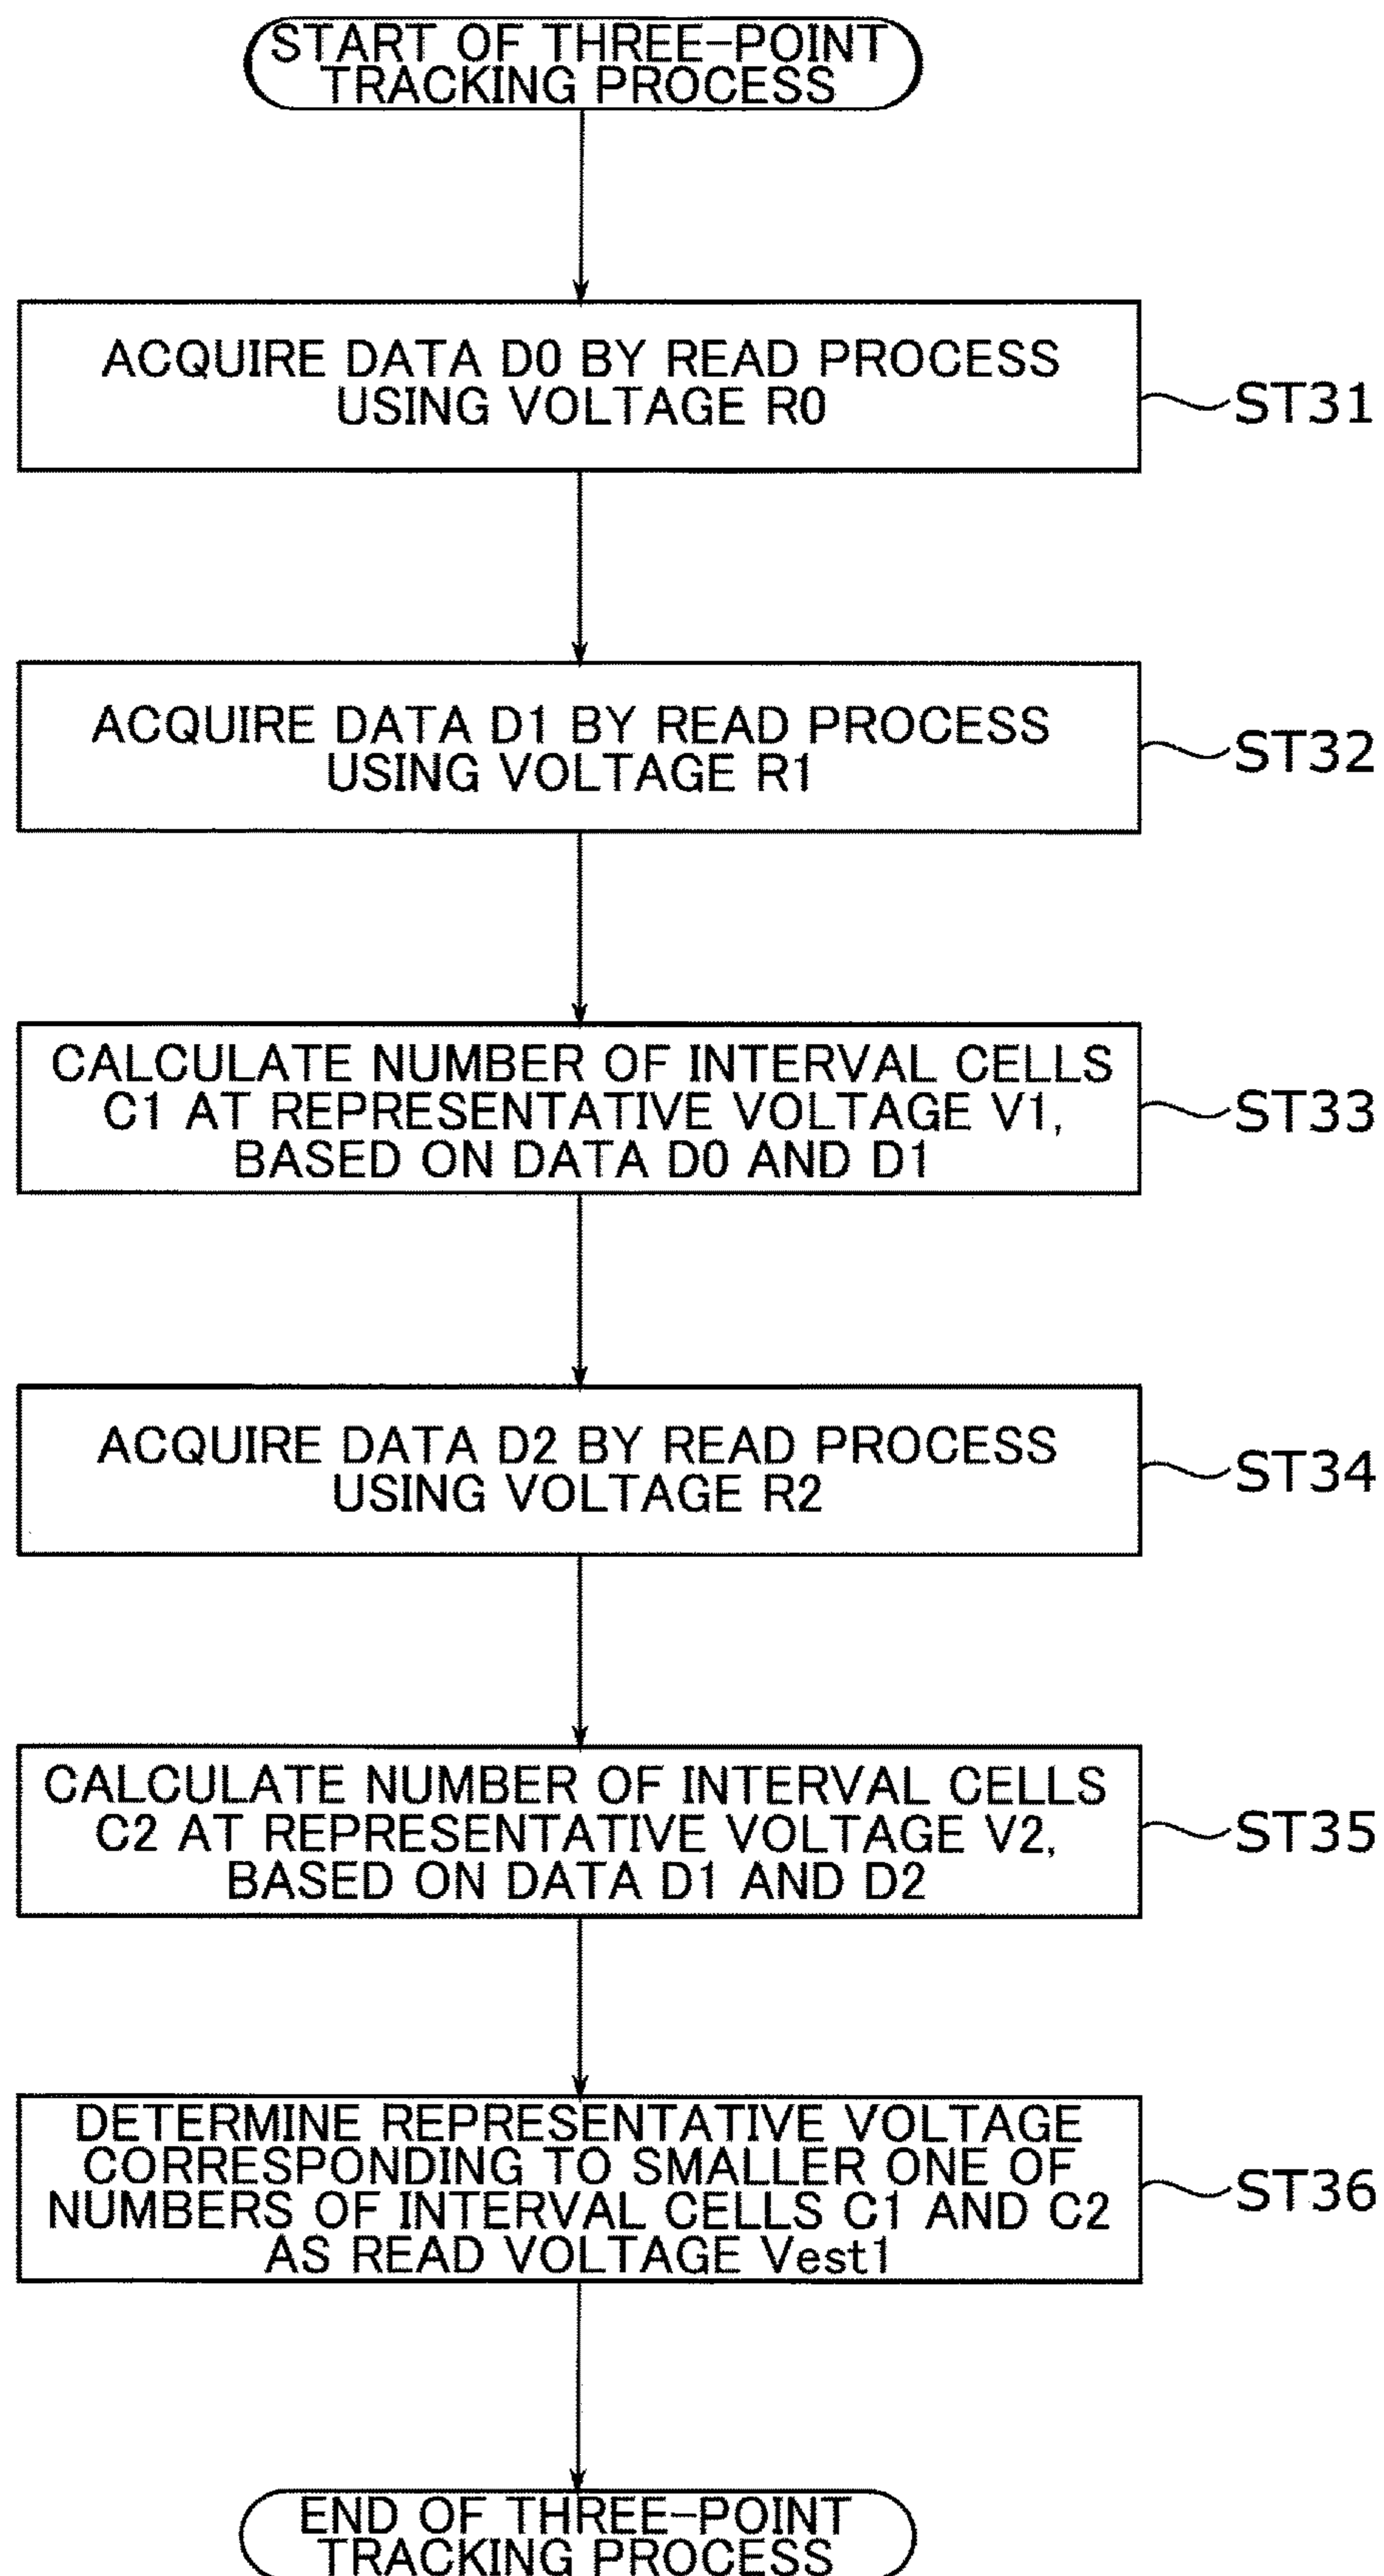 START OF THREE-POINT
TRACKING PROCESS
ACQUIRE DATA D0 BY READ PROCESS
USING VOLTAGE R0
ST31
ACQUIRE DATA D1 BY READ PROCESS
USING VOLTAGE R1
ST32
CALCULATE NUMBER OF INTERVAL CELLS
C1 AT REPRESENTATIVE VOLTAGE V1,
BASED ON DATA D0 AND D1
ST33
ACQUIRE DATA D2 BY READ PROCESS
USING VOLTAGE R2
ST34
CALCULATE NUMBER OF INTERVAL CELLS
C2 AT REPRESENTATIVE VOLTAGE V2,
BASED ON DATA D1 AND D2
ST35
DETERMINE REPRESENTATIVE VOLTAGE
CORRESPONDING TO SMALLER ONE OF
NUMBERS OF INTERVAL CELLS C1 AND C2
AS READ VOLTAGE Vest1
ST36
END OF THREE-POINT
TRACKING PROCESS